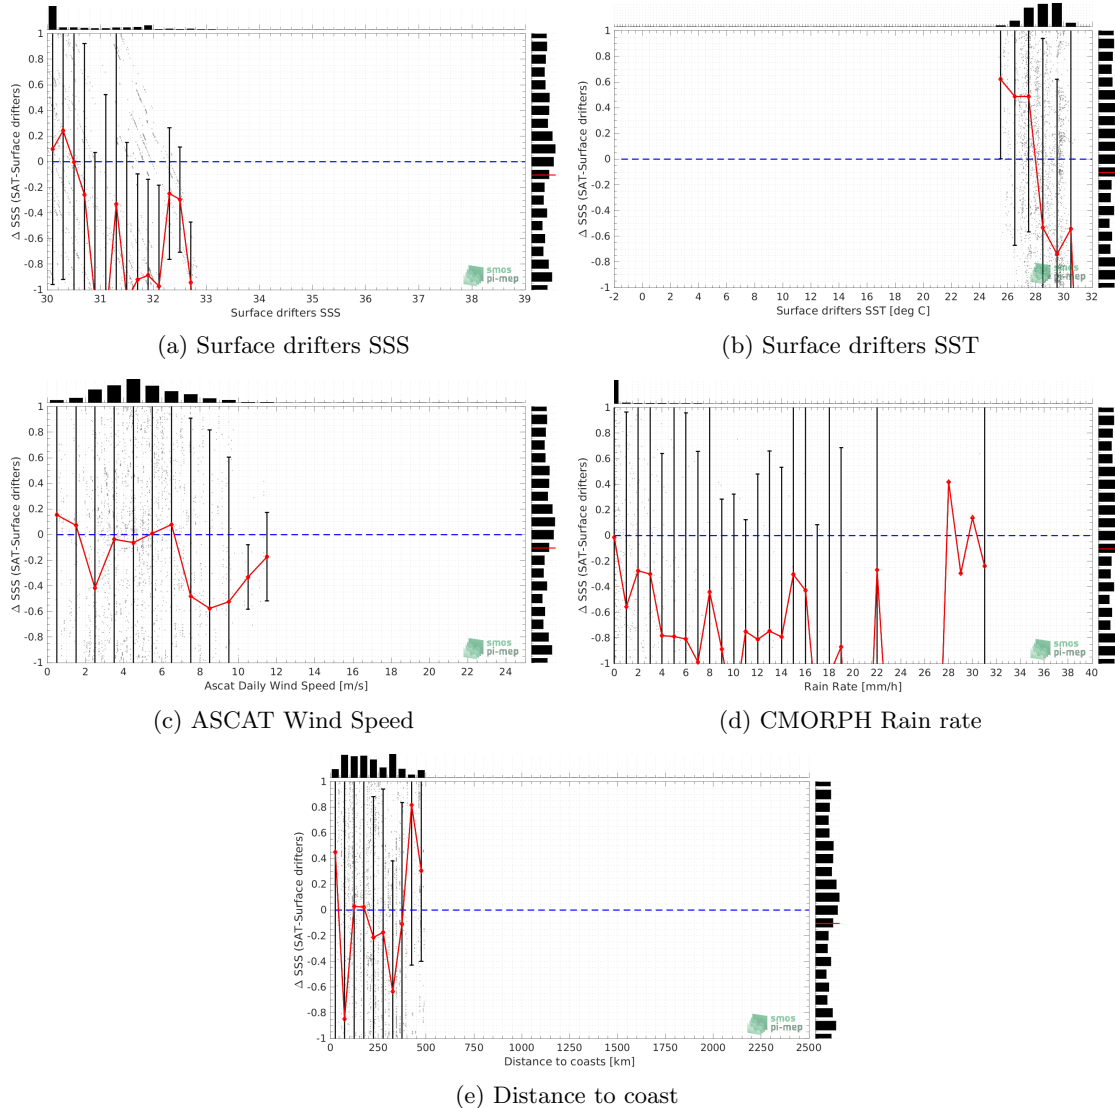 1
0.8
0.6
0.4
0.2
0
-0.2
-0.4
-0.6
-0.8
-1
Δ SSS (SAT-Surface drifters)
30 31 32 33 34 35 36 37 38 39
Surface drifters SSS
smos
pi-mep
(a) Surface drifters SSS
1
0.8
0.6
0.4
0.2
0
-0.2
-0.4
-0.6
-0.8
-1
Δ SSS (SAT-Surface drifters)
-2 0 2 4 6 8 10 12 14 16 18 20 22 24 26 28 30 32
Surface drifters SST [deg C]
smos
pi-mep
(b) Surface drifters SST
1
0.8
0.6
0.4
0.2
0
-0.2
-0.4
-0.6
-0.8
-1
Δ SSS (SAT-Surface drifters)
0 2 4 6 8 10 12 14 16 18 20 22 24
Ascat Daily Wind Speed [m/s]
smos
pi-mep
(c) ASCAT Wind Speed
1
0.8
0.6
0.4
0.2
0
-0.2
-0.4
-0.6
-0.8
-1
Δ SSS (SAT-Surface drifters)
0 2 4 6 8 10 12 14 16 18 20 22 24 26 28 30 32 34 36 38 40
Rain Rate [mm/h]
smos
pi-mep
(d) CMORPH Rain rate
1
0.8
0.6
0.4
0.2
0
-0.2
-0.4
-0.6
-0.8
-1
Δ SSS (SAT-Surface drifters)
0 250 500 750 1000 1250 1500 1750 2000 2250 2500
Distance to coasts [km]
smos
pi-mep
(e) Distance to coast